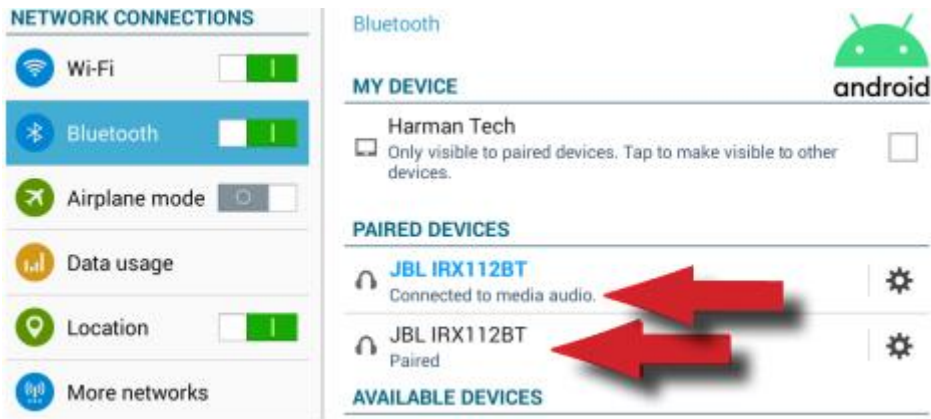 NETWORK CONNECTIONS
Wi-Fi
Bluetooth
Airplane mode
Data usage
Location
More networks
Bluetooth
android
MY DEVICE
Harman Tech
Only visible to paired devices. Tap to make visible to other
devices.
PAIRED DEVICES
JBL IRX112BT
Connected to media audio.
JBL IRX112BT
Paired
AVAILABLE DEVICES